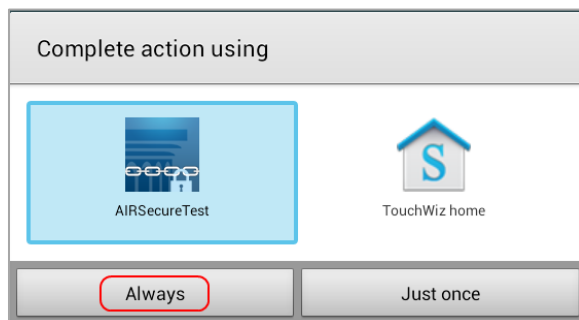 Complete action using
S
AIRSecureTest
TouchWiz home
Always
Just once